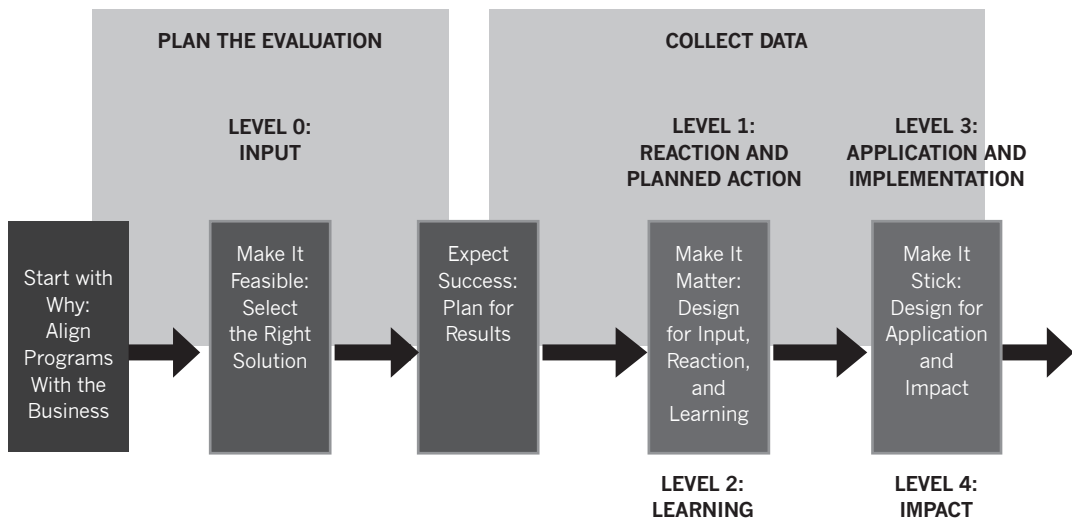 PLAN THE EVALUATION
COLLECT DATA
LEVEL 0:
INPUT
LEVEL 1:
REACTION AND
PLANNED ACTION
LEVEL 3:
APPLICATION AND
IMPLEMENTATION
Start with
Why:
Align
Programs
With the
Business
Make It
Feasible:
Select
the Right
Solution
Expect
Success:
Plan for
Results
Make It
Matter:
Design
for Input,
Reaction,
and
Learning
Make It
Stick:
Design for
Application
and
Impact
LEVEL 2:
LEARNING
LEVEL 4:
IMPACT